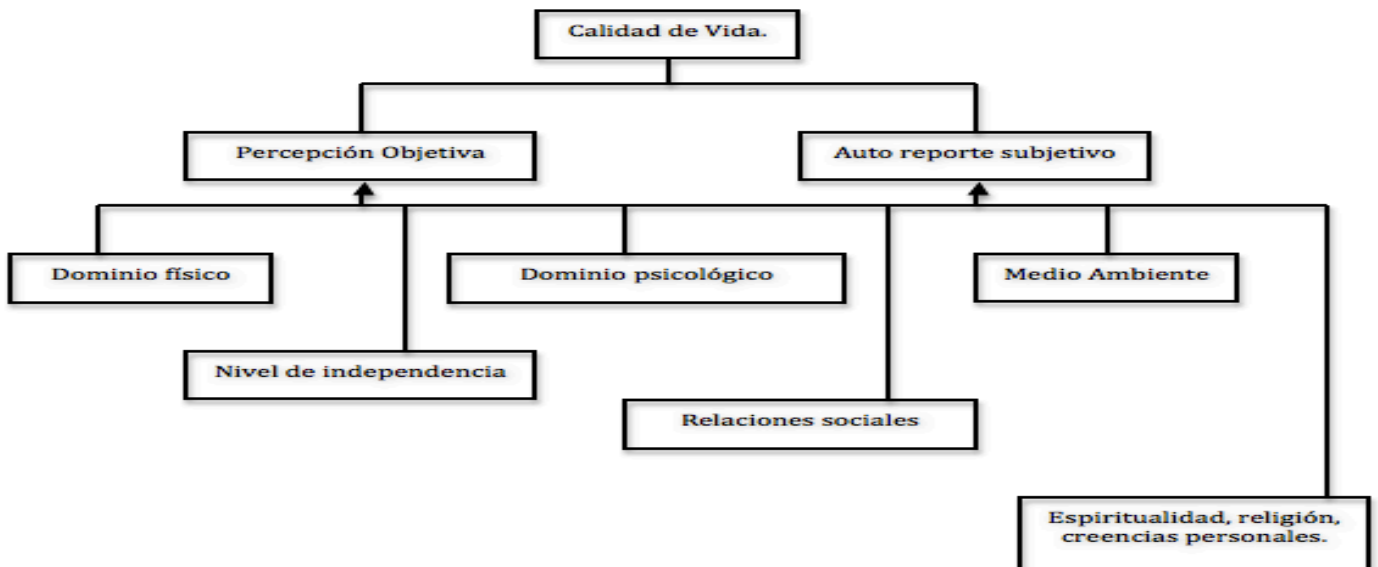 Calidad de Vida.
Percepción Objetiva
Auto reporte subjetivo
Dominio físico
Dominio psicológico
Medio Ambiente
Nivel de independencia
Relaciones sociales
Espiritualidad, religión,
creencias personales.